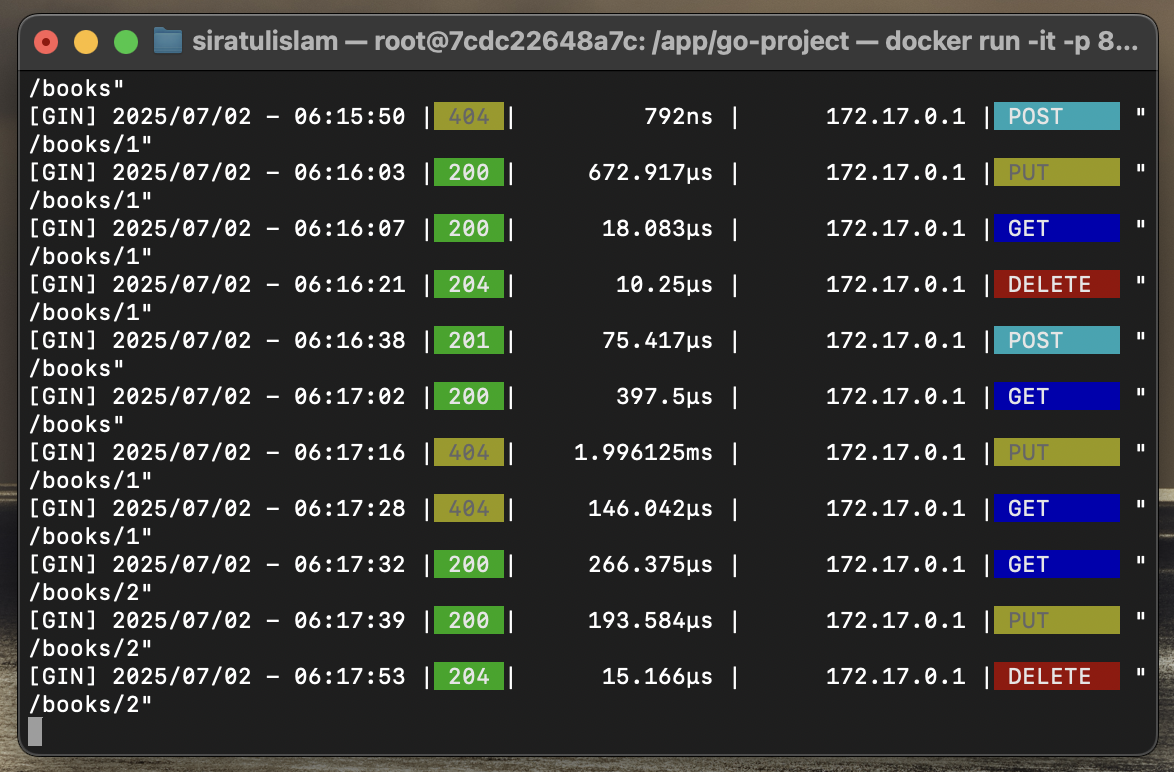 siratulislam — root@7cdc22648a7c: /app/go-project — docker run -it -p 8...
/books"
[GIN] 2025/07/02 - 06:15:50 | 404 | 792ns | 172.17.0.1 | POST "
/books/1"
[GIN] 2025/07/02 - 06:16:03 | 200 | 672.917µs | 172.17.0.1 | PUT "
/books/1"
[GIN] 2025/07/02 - 06:16:07 | 200 | 18.083µs | 172.17.0.1 | GET "
/books/1"
[GIN] 2025/07/02 - 06:16:21 | 204 | 10.25µs | 172.17.0.1 | DELETE "
/books/1"
[GIN] 2025/07/02 - 06:16:38 | 201 | 75.417µs | 172.17.0.1 | POST "
/books"
[GIN] 2025/07/02 - 06:17:02 | 200 | 397.5µs | 172.17.0.1 | GET "
/books"
[GIN] 2025/07/02 - 06:17:16 | 404 | 1.996125ms | 172.17.0.1 | PUT "
/books/1"
[GIN] 2025/07/02 - 06:17:28 | 404 | 146.042µs | 172.17.0.1 | GET "
/books/1"
[GIN] 2025/07/02 - 06:17:32 | 200 | 266.375µs | 172.17.0.1 | GET "
/books/2"
[GIN] 2025/07/02 - 06:17:39 | 200 | 193.584µs | 172.17.0.1 | PUT "
/books/2"
[GIN] 2025/07/02 - 06:17:53 | 204 | 15.166µs | 172.17.0.1 | DELETE "
/books/2"